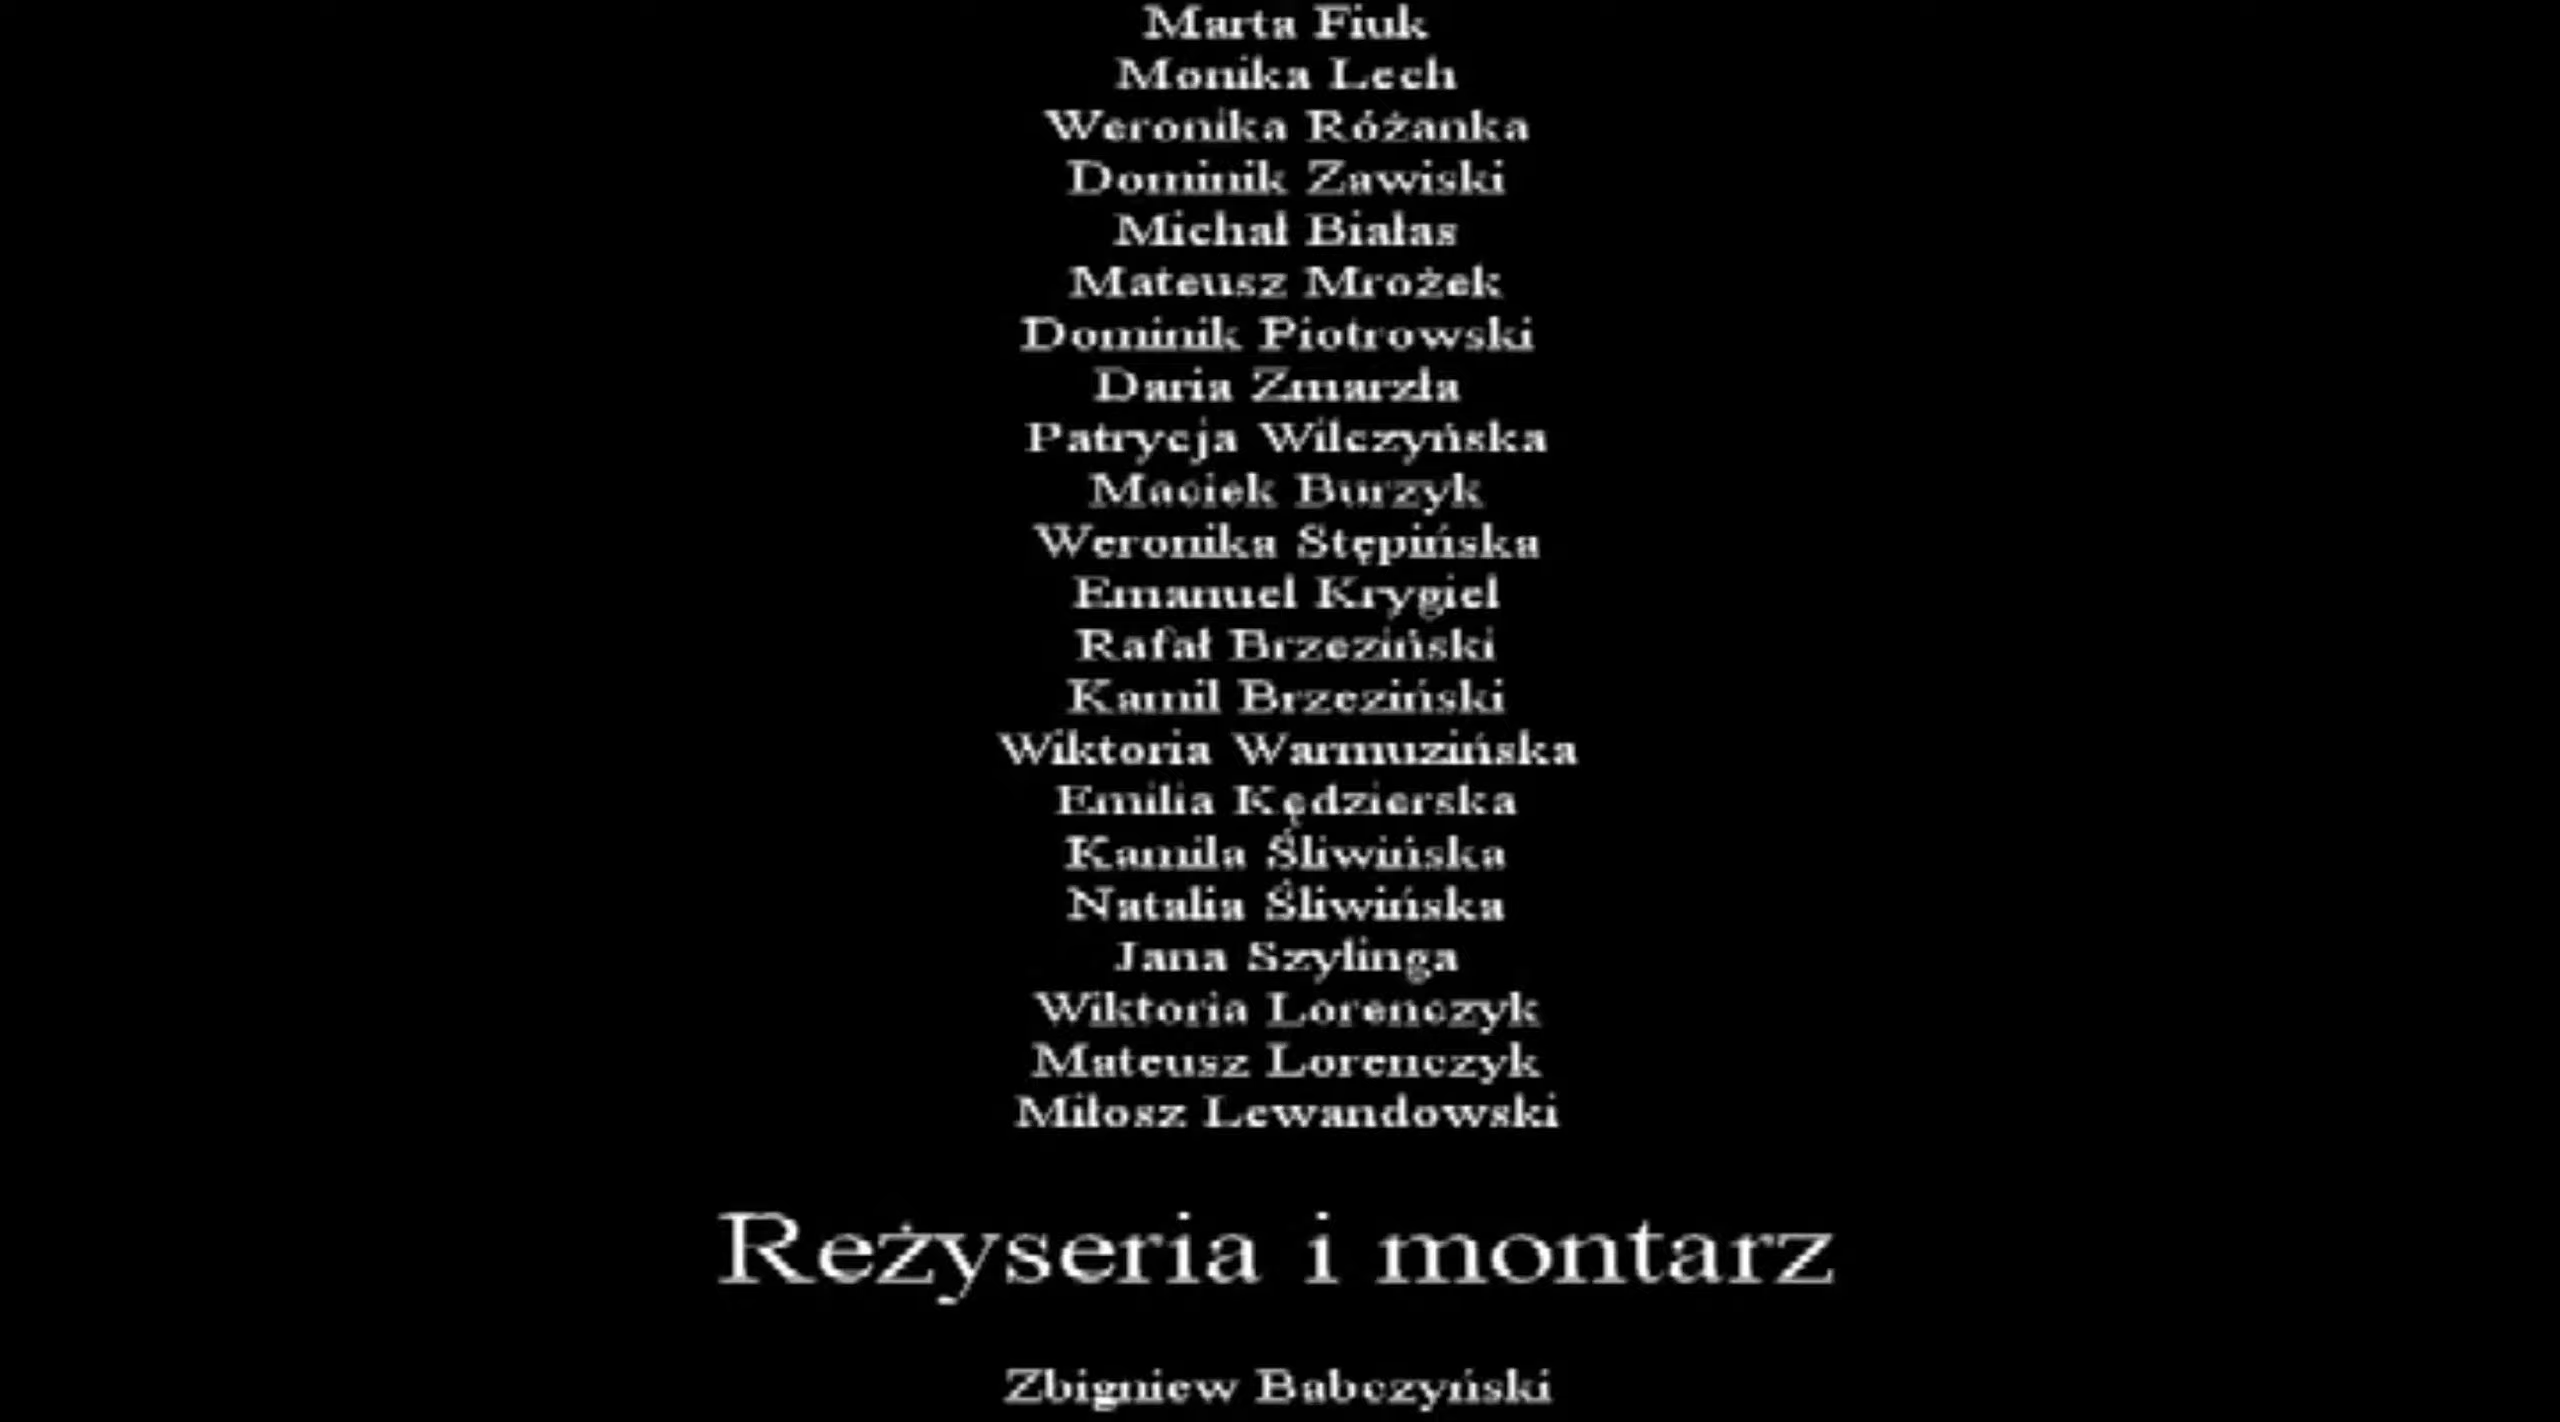 Marta Fiuk
Monika Lech
Weronika Różanka
Dominik Zawiski
Michał Białas
Mateusz Mrożek
Dominik Piotrowski
Daria Zmarzła
Patrycja Wilczyńska
Maciek Burzyk
Weronika Stępińska
Emanuel Krygiel
Rafał Brzeziński
Kamil Brzeziński
Wiktoria Warmuzińska
Emilia Kędzierska
Kamila Śliwińska
Natalia Śliwińska
Jana Szylinga
Wiktoria Lorenczyk
Mateusz Lorenczyk
Miłosz Lewandowski
Reżyseria i montarz
Zbigniew Babczyński